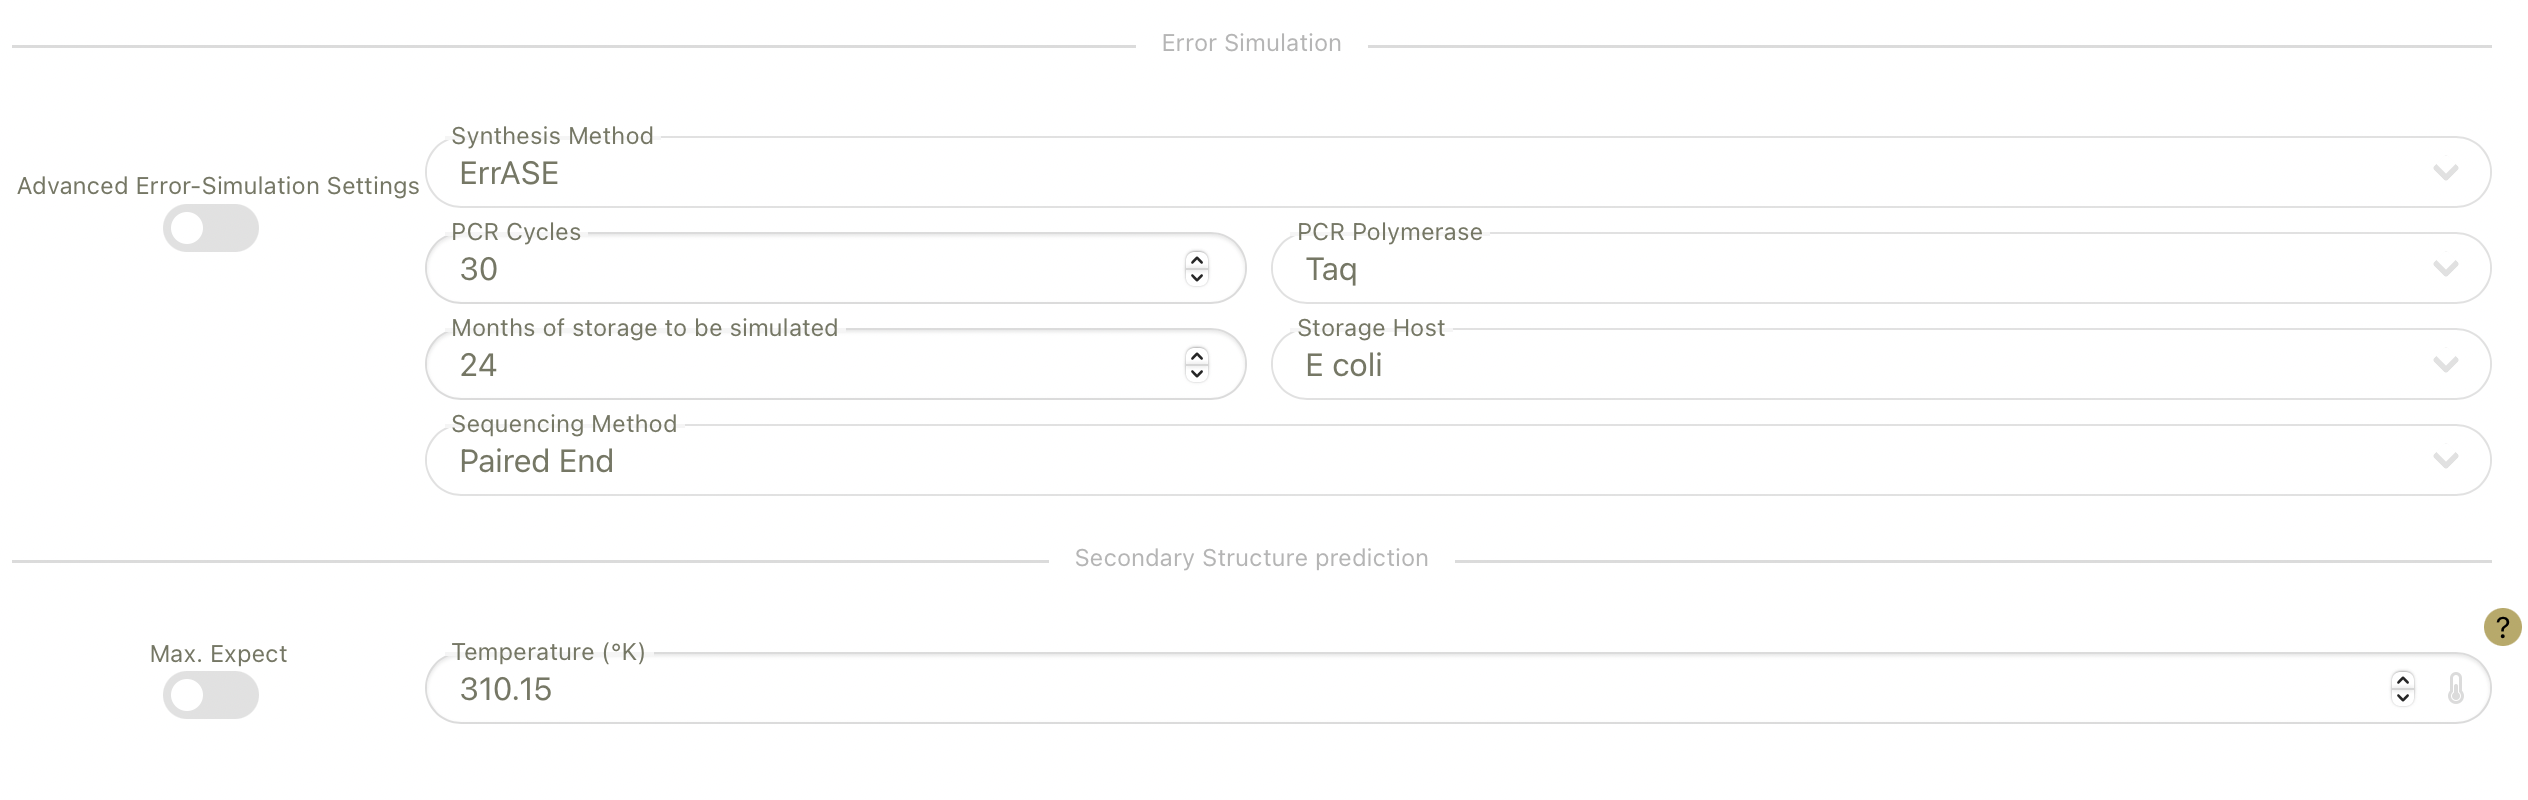 Error Simulation
Advanced Error-Simulation Settings
Synthesis Method
ErrASE
PCR Cycles
30
PCR Polymerase
Taq
Months of storage to be simulated
24
Storage Host
E coli
Sequencing Method
Paired End
Secondary Structure prediction
?
Max. Expect
Temperature (°K)
310.15